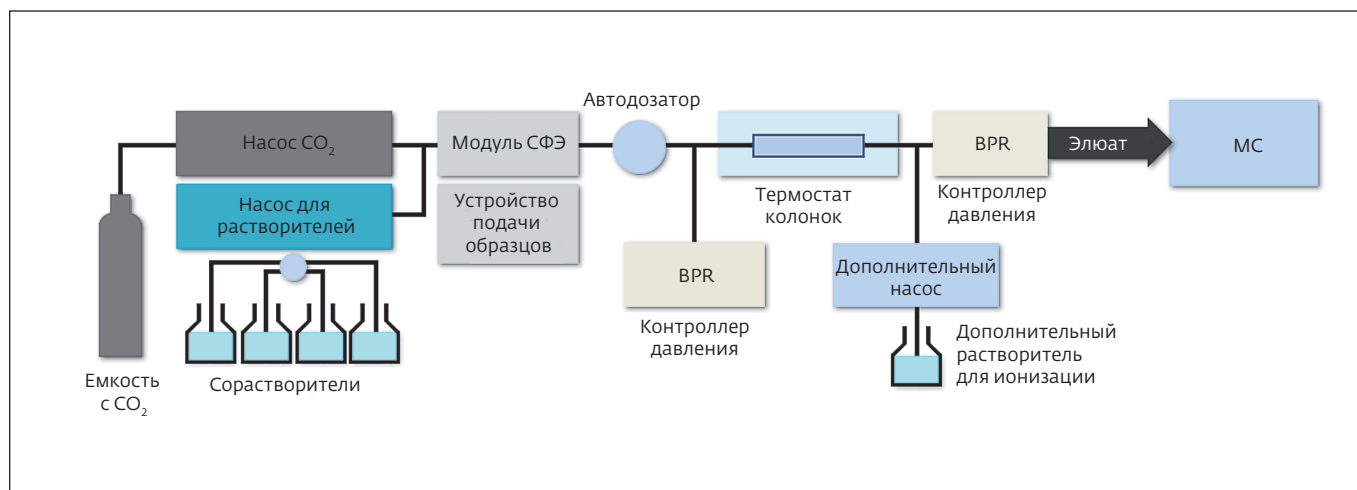 Автодозатор
Насос CO₂
Модуль СФЭ
BPR
Элюат
МС
Насос для
растворителей
Устройство
подачи
образцов
Термостат
колонок
Контроллер
давления
BPR
Дополнительный
насос
Контроллер
давления
Дополнительный
растворитель
для ионизации
Емкость
с CO₂
Сорастворители